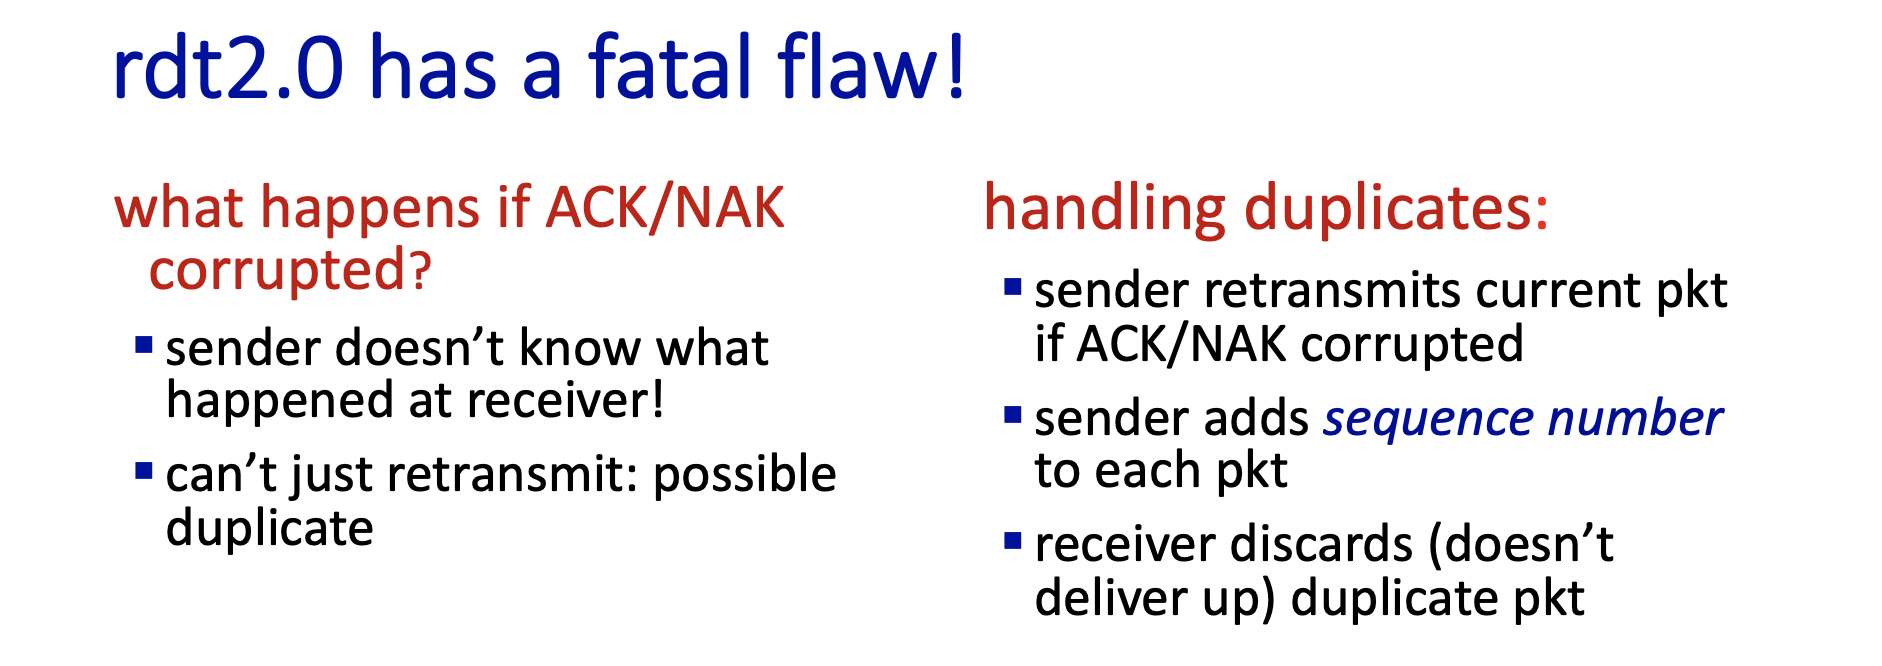 rdt2.0 has a fatal flaw!
what happens if ACK/NAK
corrupted?
▪ sender doesn’t know what
happened at receiver!
▪ can’t just retransmit: possible
duplicate
handling duplicates:
▪ sender retransmits current pkt
if ACK/NAK corrupted
▪ sender adds sequence number
to each pkt
▪ receiver discards (doesn’t
deliver up) duplicate pkt